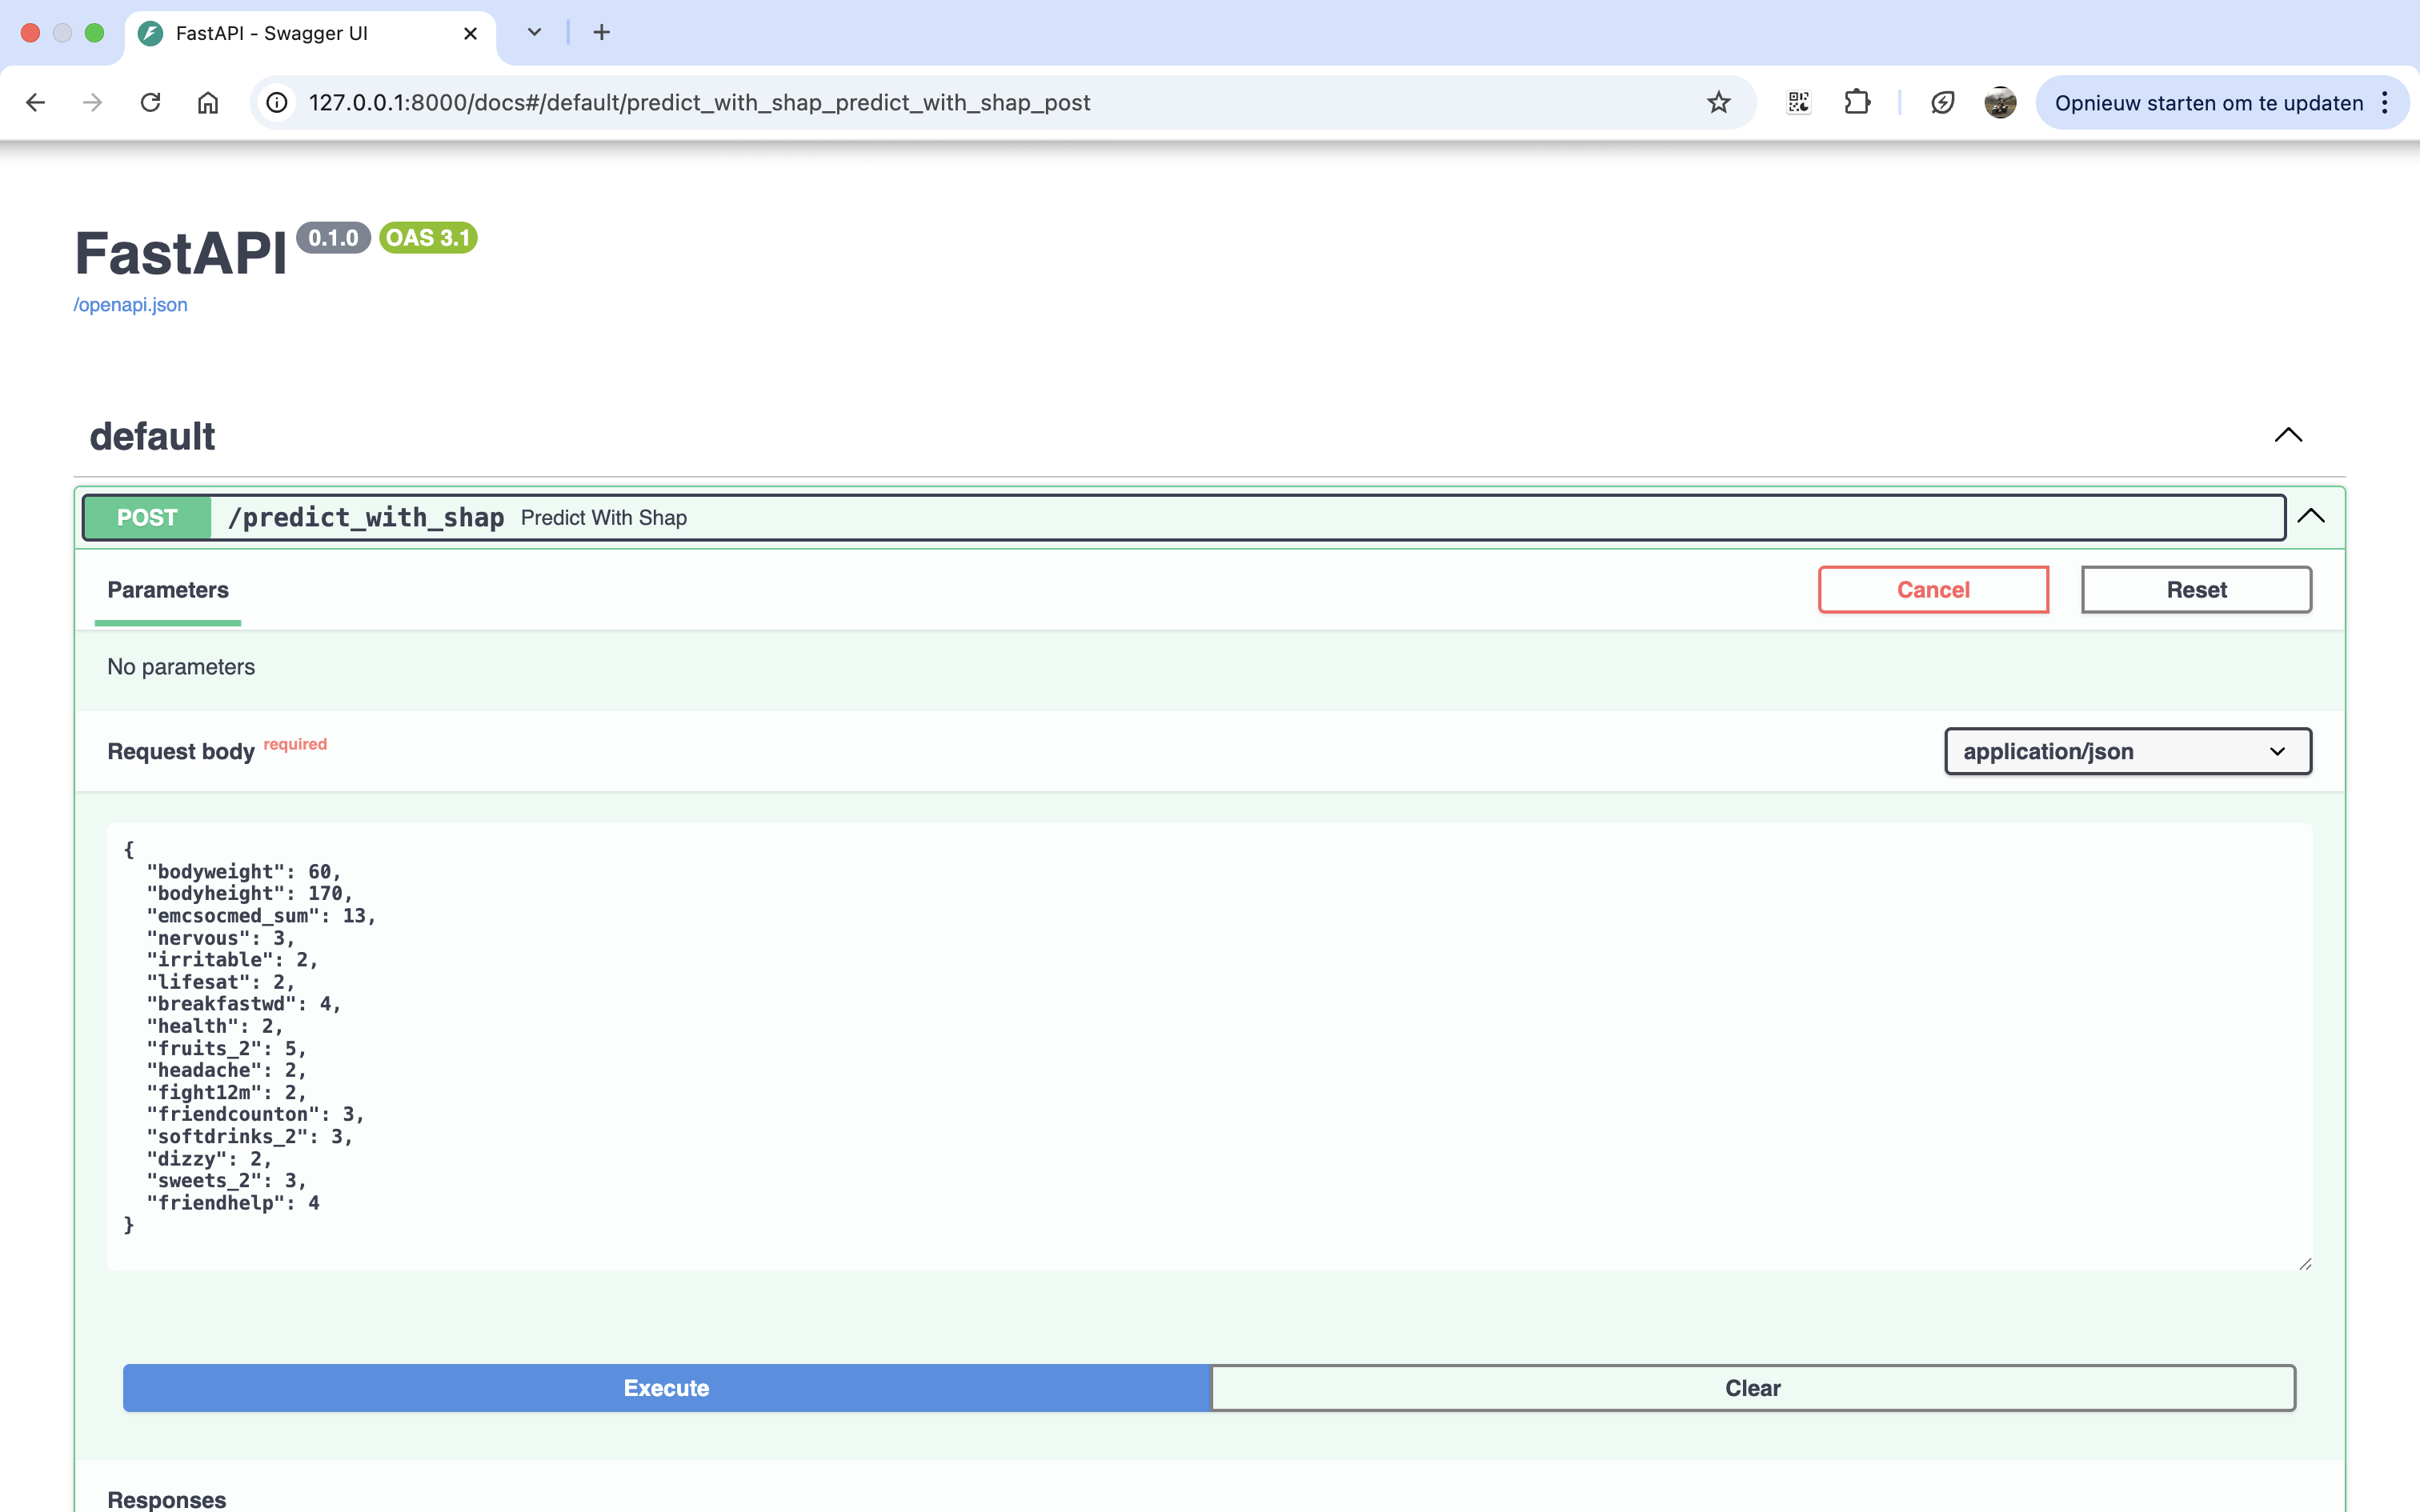 FastAPI - Swagger UI
127.0.0.1:8000/docs#/default/predict_with_shap_predict_with_shap_post
Opnieuw starten om te updaten
FastAPI 0.1.0 OAS 3.1
/openapi.json
default
POST /predict_with_shap Predict With Shap
Parameters
Cancel
Reset
No parameters
Request body required
application/json
{
"bodyweight": 60,
"bodyheight": 170,
"emcsocmed_sum": 13,
"nervous": 3,
"irritable": 2,
"lifesat": 2,
"breakfastwd": 4,
"health": 2,
"fruits_2": 5,
"headache": 2,
"fight12m": 2,
"friendcounton": 3,
"softdrinks_2": 3,
"dizzy": 2,
"sweets_2": 3,
"friendhelp": 4
}
Execute
Clear
Responses